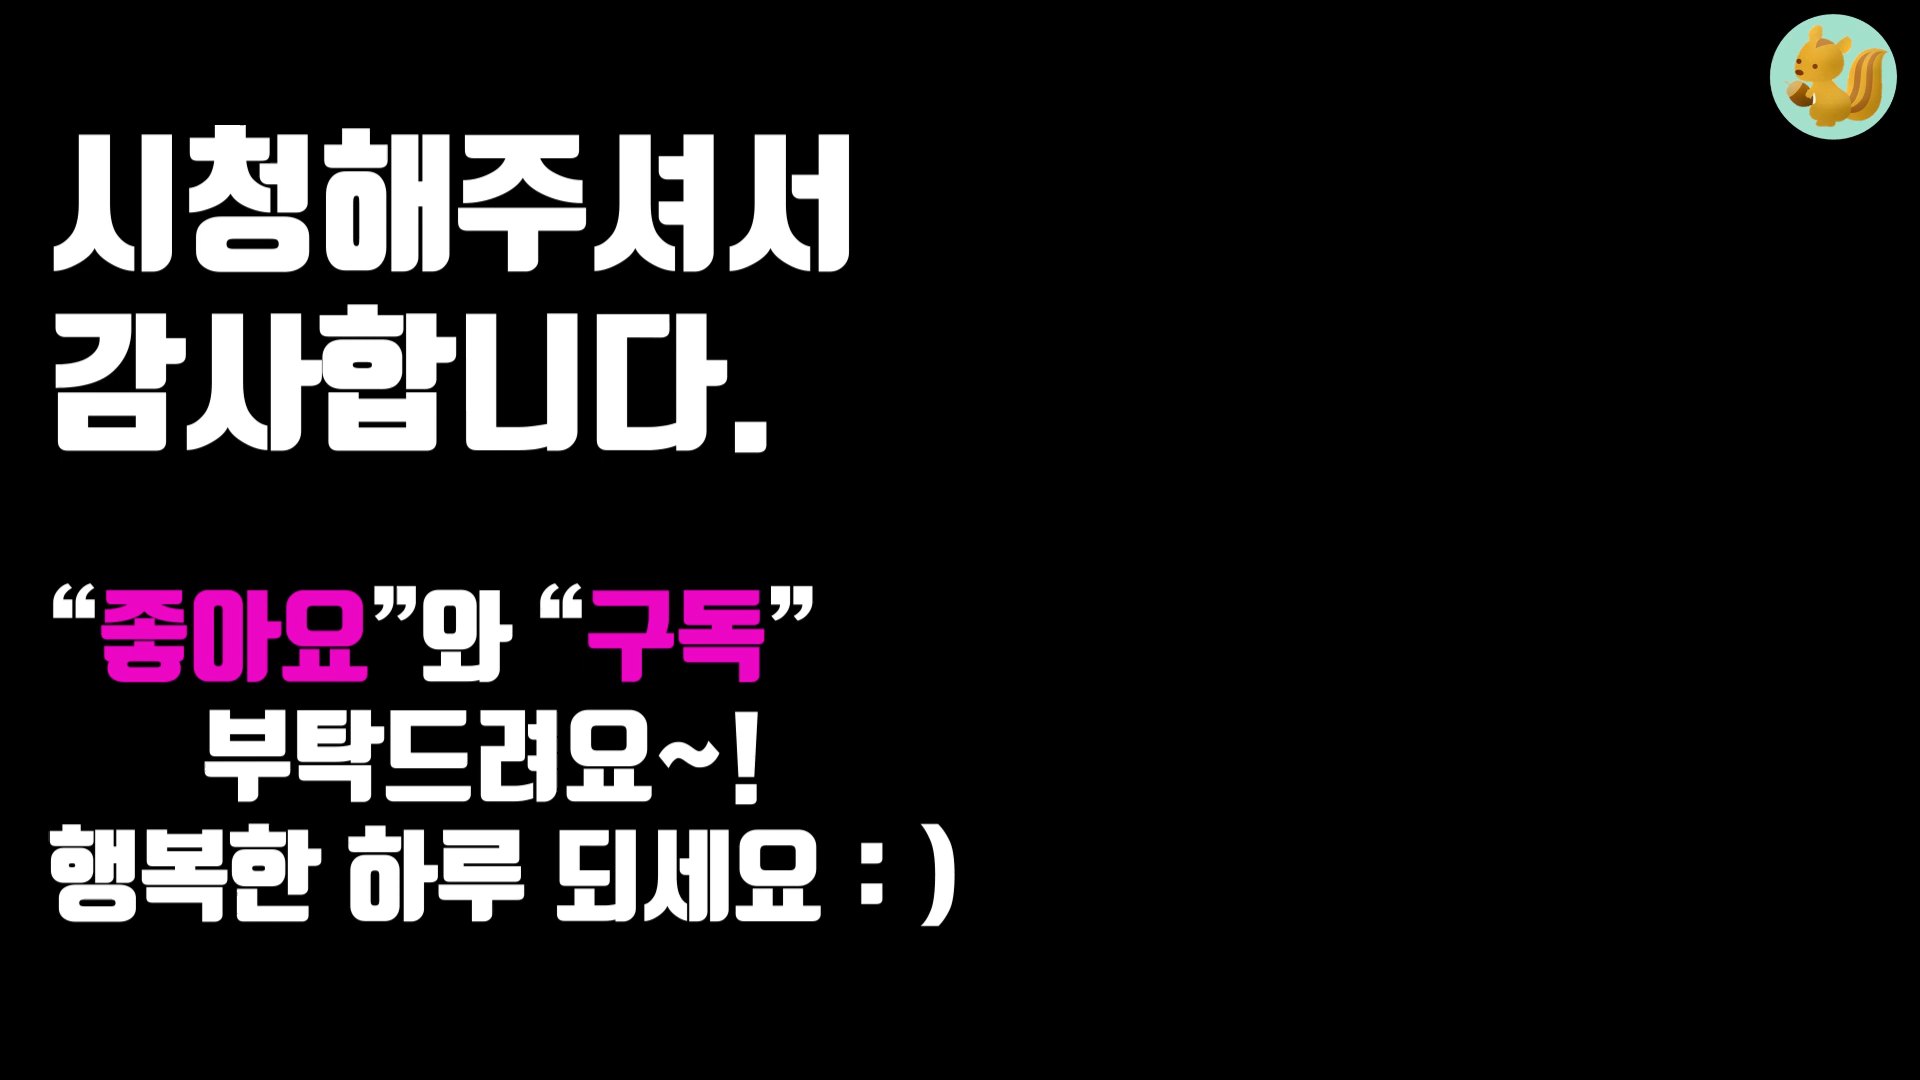 시청해주셔서
감사합니다.
“좋아요”와 “구독”
부탁드려요~!
행복한 하루 되세요 : )